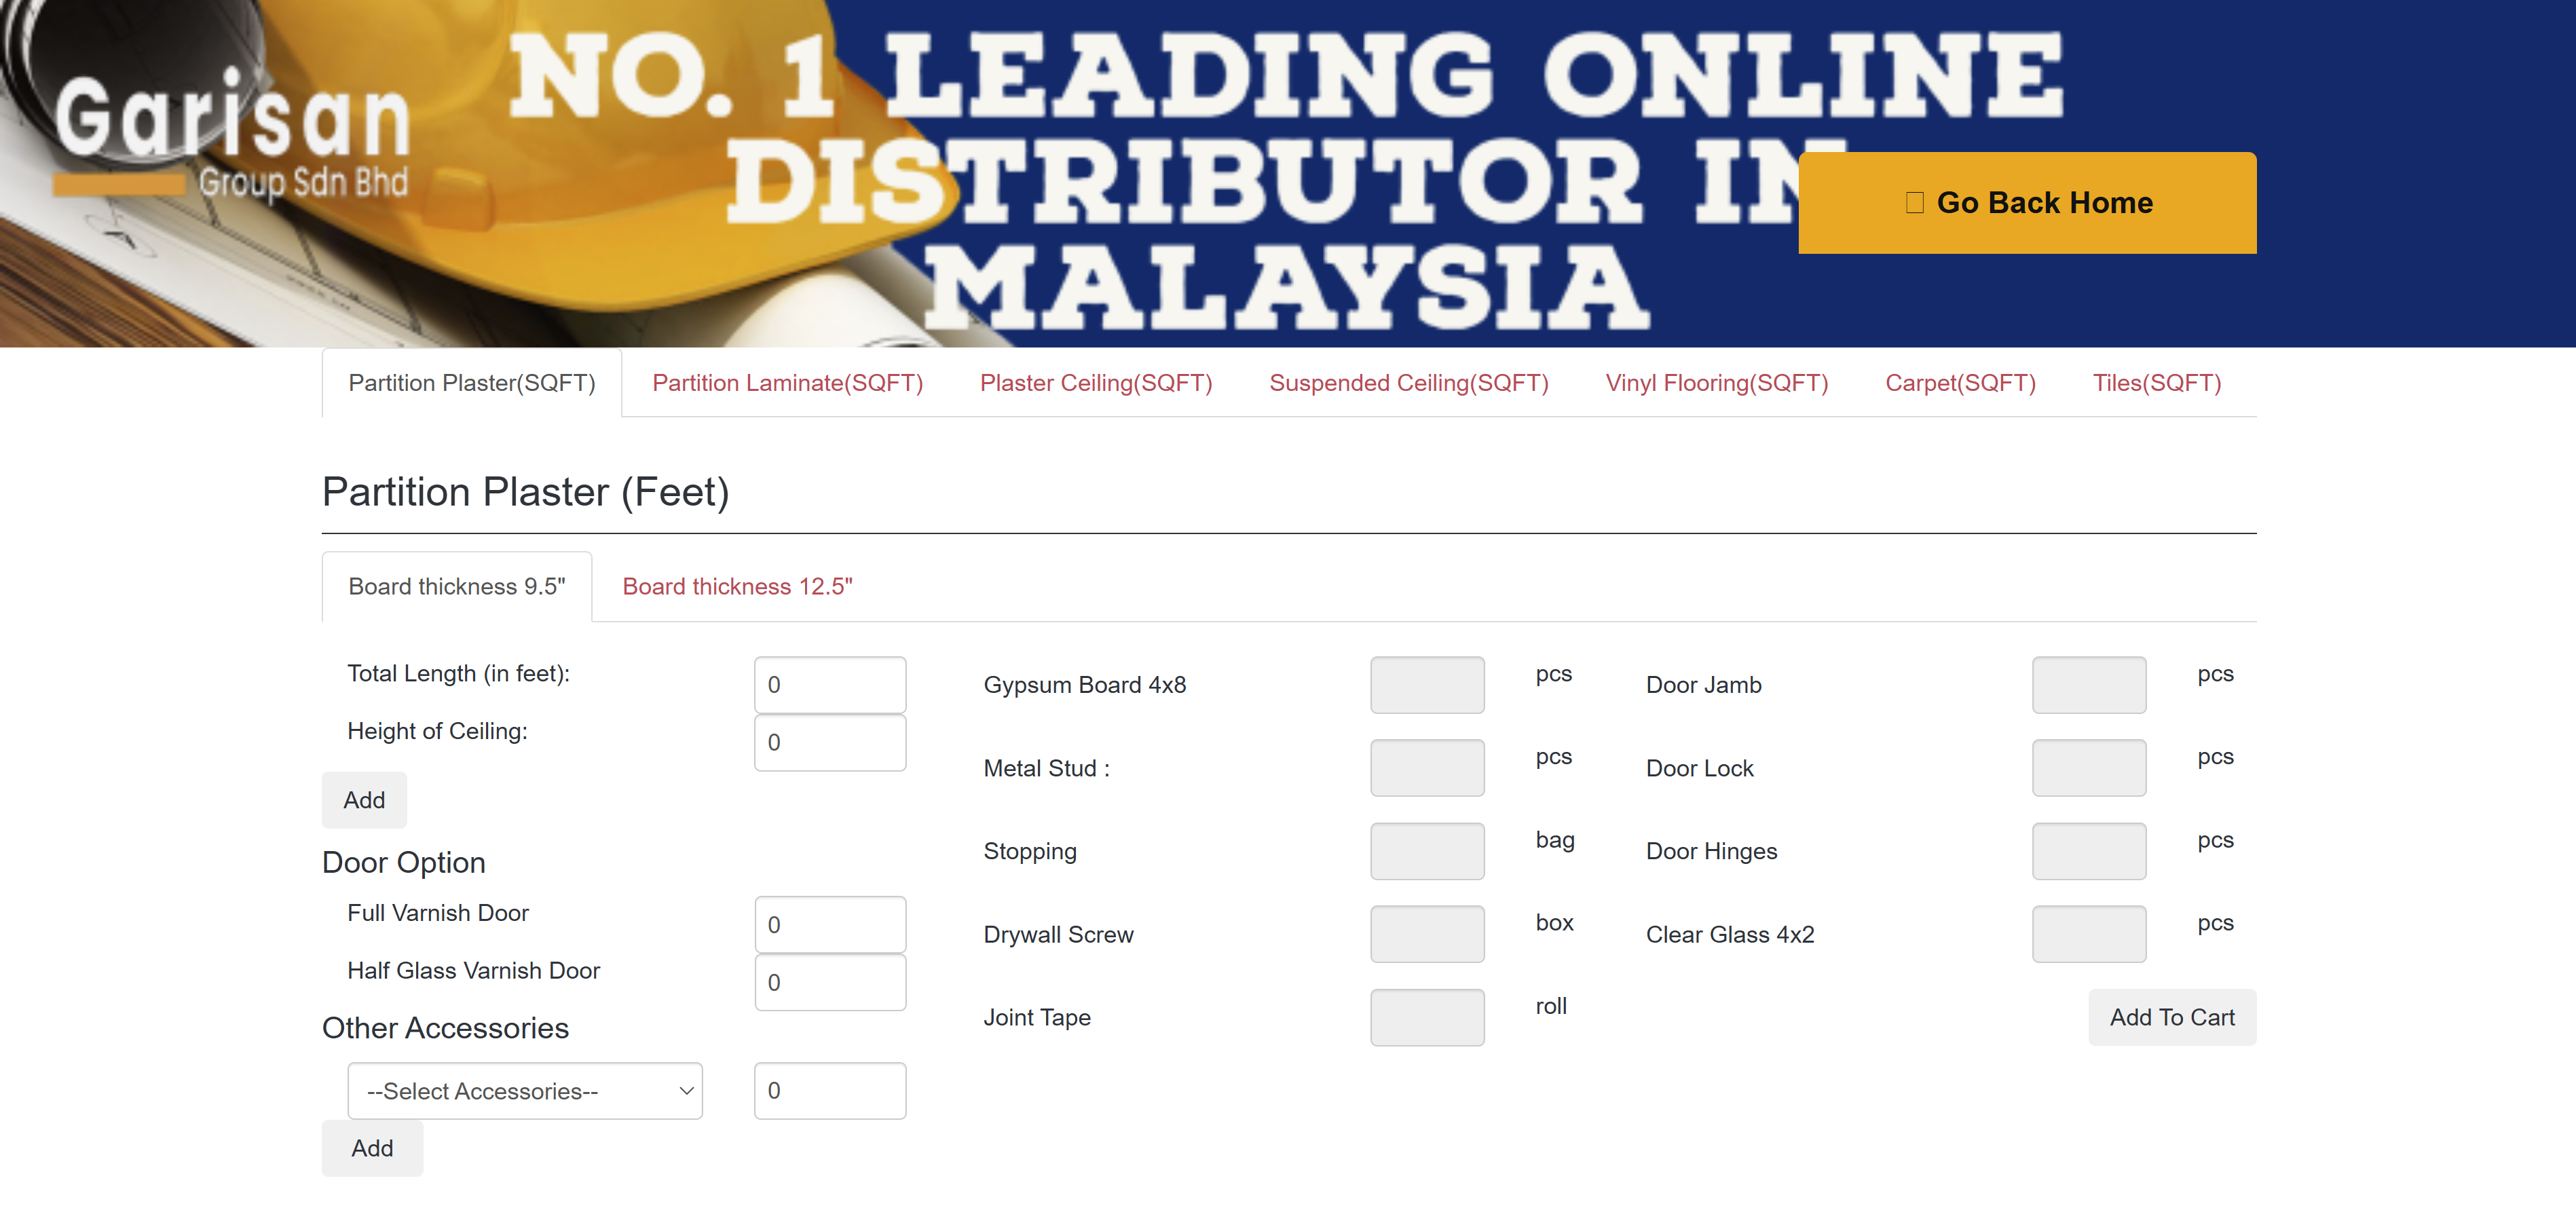 Garisan
Group Sdn Bhd
NO. 1 LEADING ONLINE
DISTRIBUTOR IN
MALAYSIA
Go Back Home
Partition Plaster(SQFT)
Partition Laminate(SQFT)
Plaster Ceiling(SQFT)
Suspended Ceiling(SQFT)
Vinyl Flooring(SQFT)
Carpet(SQFT)
Tiles(SQFT)
Partition Plaster (Feet)
Board thickness 9.5"
Board thickness 12.5"
Total Length (in feet):
0
Height of Ceiling:
0
Add
Door Option
Full Varnish Door
0
Half Glass Varnish Door
0
Other Accessories
--Select Accessories--
0
Add
Gypsum Board 4x8
pcs
Metal Stud :
pcs
Stopping
bag
Drywall Screw
box
Joint Tape
roll
Door Jamb
pcs
Door Lock
pcs
Door Hinges
pcs
Clear Glass 4x2
pcs
Add To Cart